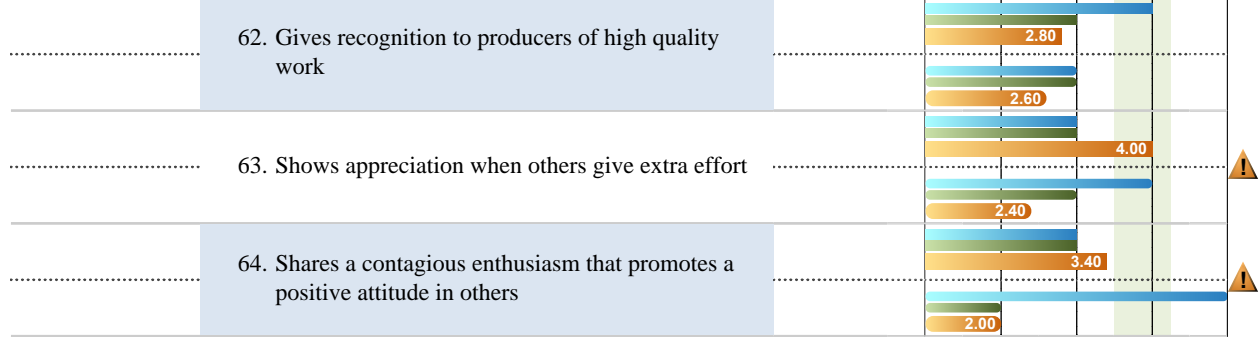 62. Gives recognition to producers of high quality
work
2.80
2.60
63. Shows appreciation when others give extra effort
4.00
2.40
64. Shares a contagious enthusiasm that promotes a
positive attitude in others
3.40
2.00